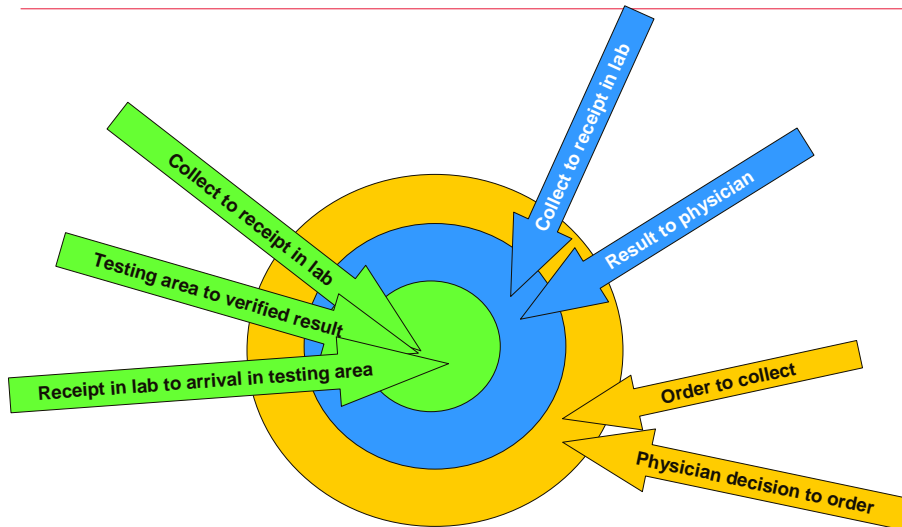 Collect to receipt in lab
Testing area to verified result
Receipt in lab to arrival in testing area
Collect to receipt in lab
Result to physician
Order to collect
Physician decision to order